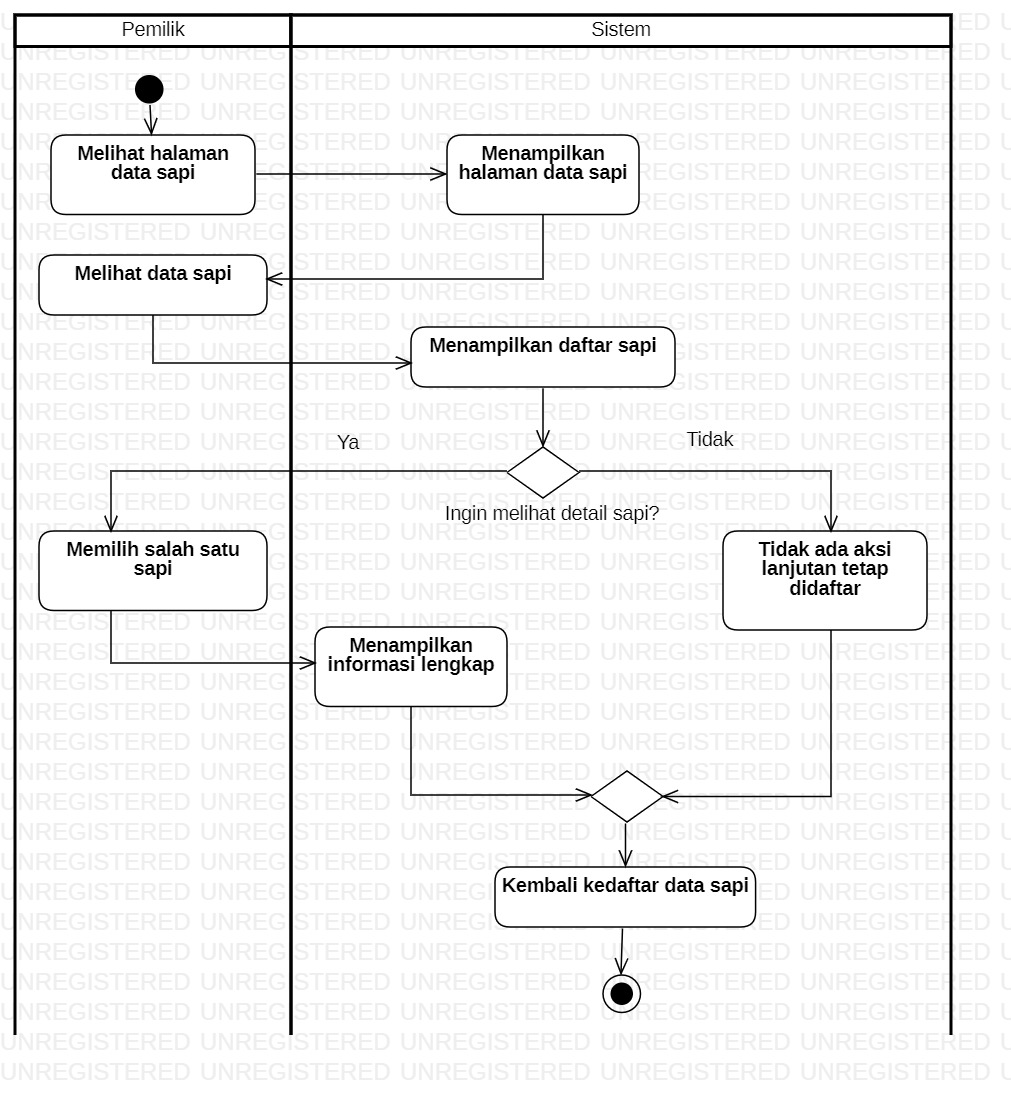 Pemilik
Sistem
Melihat halaman
data sapi
Menampilkan
halaman data sapi
Melihat data sapi
Menampilkan daftar sapi
Ya
Tidak
Ingin melihat detail sapi?
Memilih salah satu
sapi
Tidak ada aksi
lanjutan tetap
didaftar
Menampilkan
informasi lengkap
Kembali kedaftar data sapi
UNREGISTERED